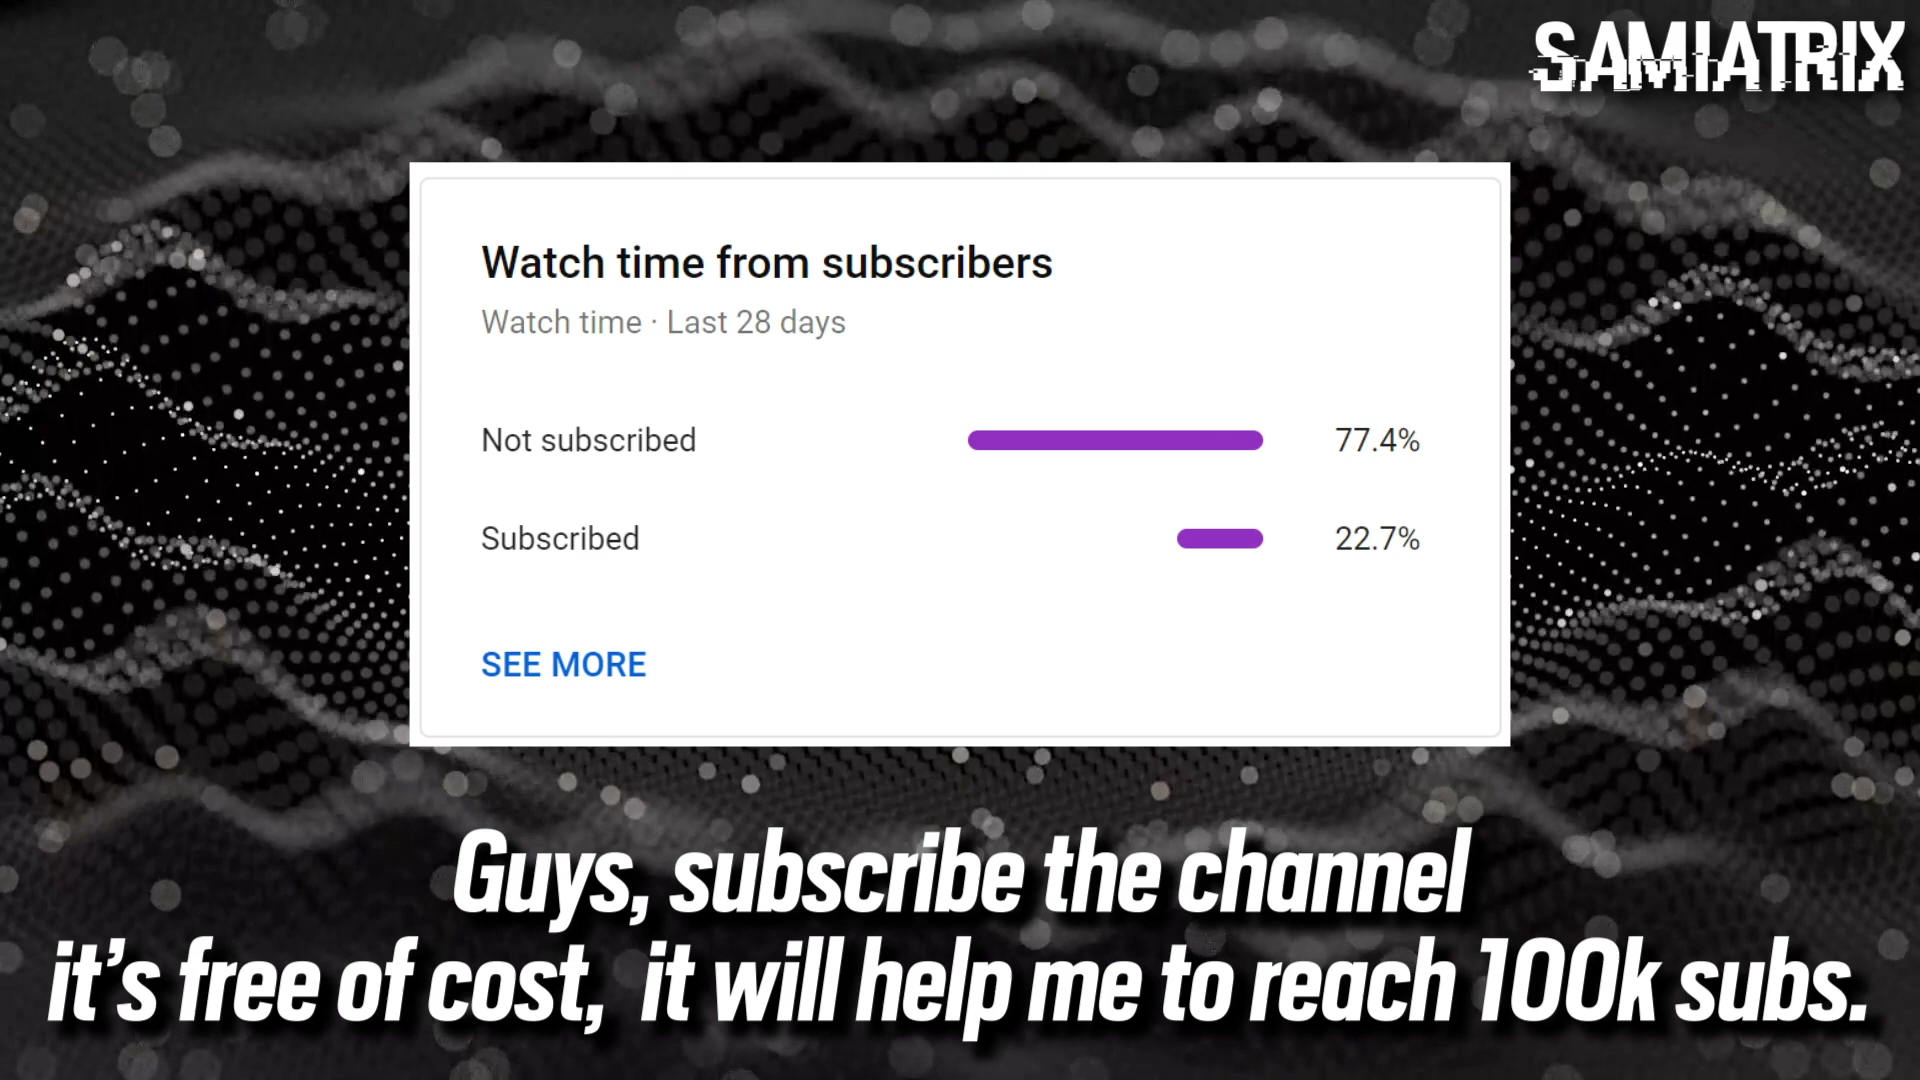 SAMIATRIX
Watch time from subscribers
Watch time · Last 28 days
Not subscribed 77.4%
Subscribed 22.7%
SEE MORE
Guys, subscribe the channel
it's free of cost, it will help me to reach 100k subs.